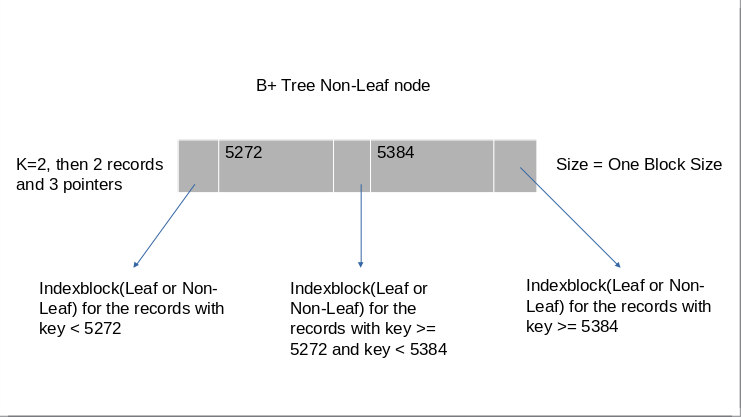 B+ Tree Non-Leaf node
K=2, then 2 records
and 3 pointers
5272
5384
Size = One Block Size
Indexblock(Leaf or Non-
Leaf) for the records with
key < 5272
Indexblock(Leaf or
Non-Leaf) for the
records with key >=
5272 and key < 5384
Indexblock(Leaf or Non-
Leaf) for the records with
key >= 5384